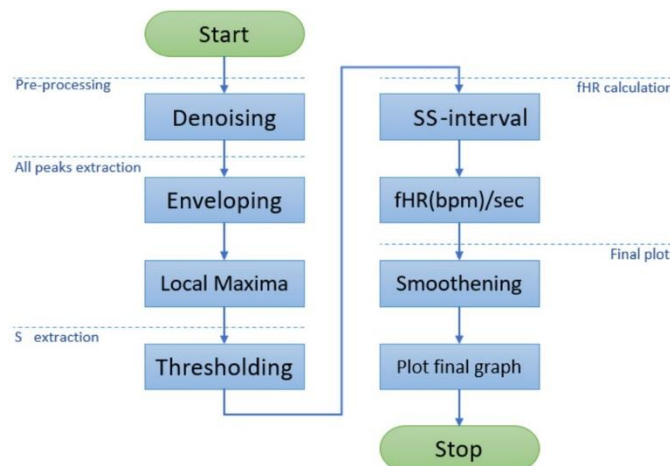 Start
Pre-processing
Denoising
All peaks extraction
Enveloping
Local Maxima
S extraction
Thresholding
fHR calculation
SS-interval
fHR(bpm)/sec
Final plot
Smoothening
Plot final graph
Stop